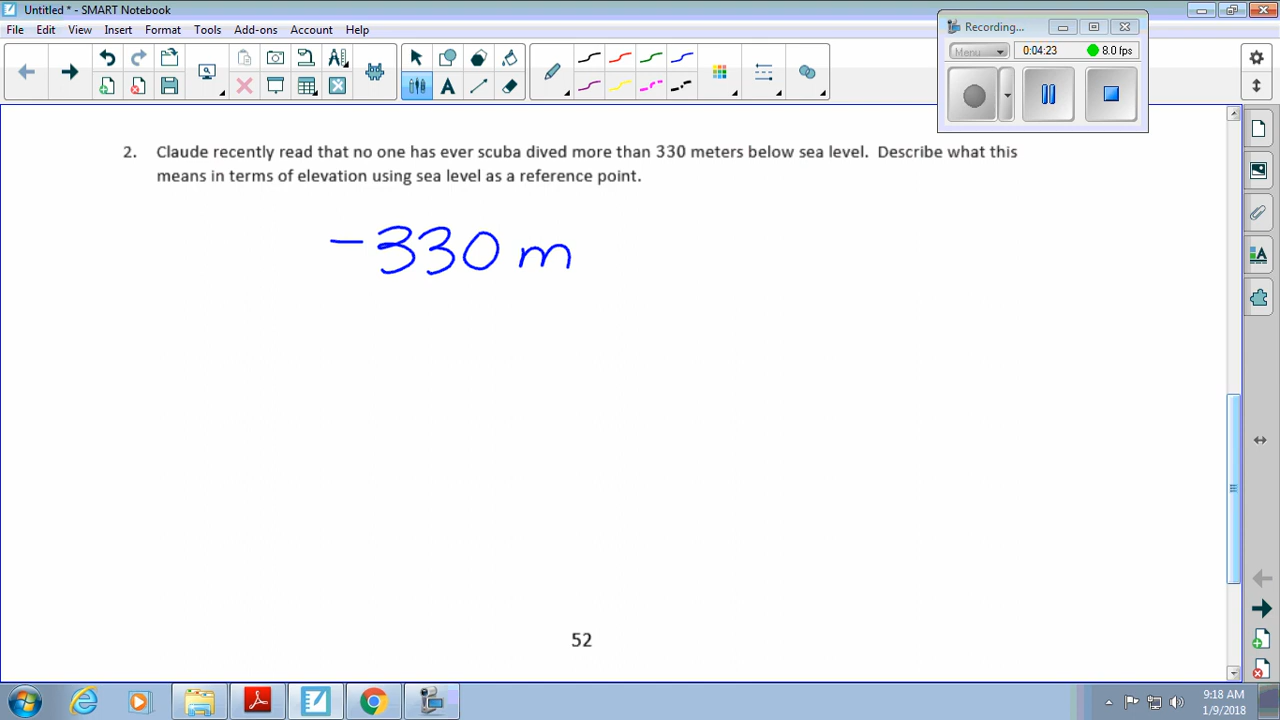 Untitled * - SMART Notebook
File Edit View Insert Format Tools Add-ons Account Help
Recording...
Menu
0:04:23
8.0 fps
2. Claude recently read that no one has ever scuba dived more than 330 meters below sea level. Describe what this
means in terms of elevation using sea level as a reference point.
-330 m
52
9:18 AM
1/9/2018